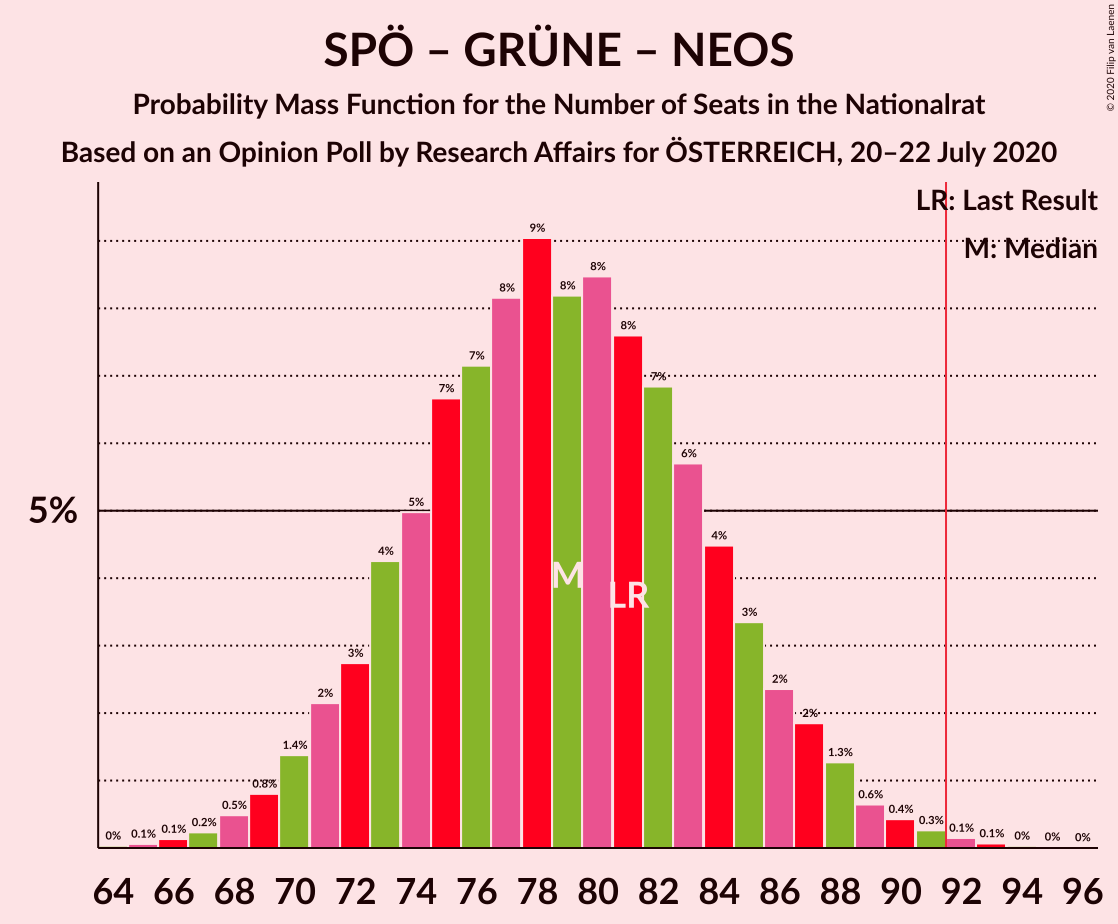 SPÖ – GRÜNE – NEOS
Probability Mass Function for the Number of Seats in the Nationalrat
Based on an Opinion Poll by Research Affairs for ÖSTERREICH, 20–22 July 2020
© 2020 Filip van Laenen
LR: Last Result
M: Median
5%
0% 0.1% 0.1% 0.2% 0.5% 0.8% 1.4% 2% 3% 4% 5% 7% 7% 8% 9% 8% 8% 8% 7% 6% 4% 3% 2% 2% 1.3% 0.6% 0.4% 0.3% 0.1% 0.1% 0% 0% 0%
M
LR
64 66 68 70 72 74 76 78 80 82 84 86 88 90 92 94 96